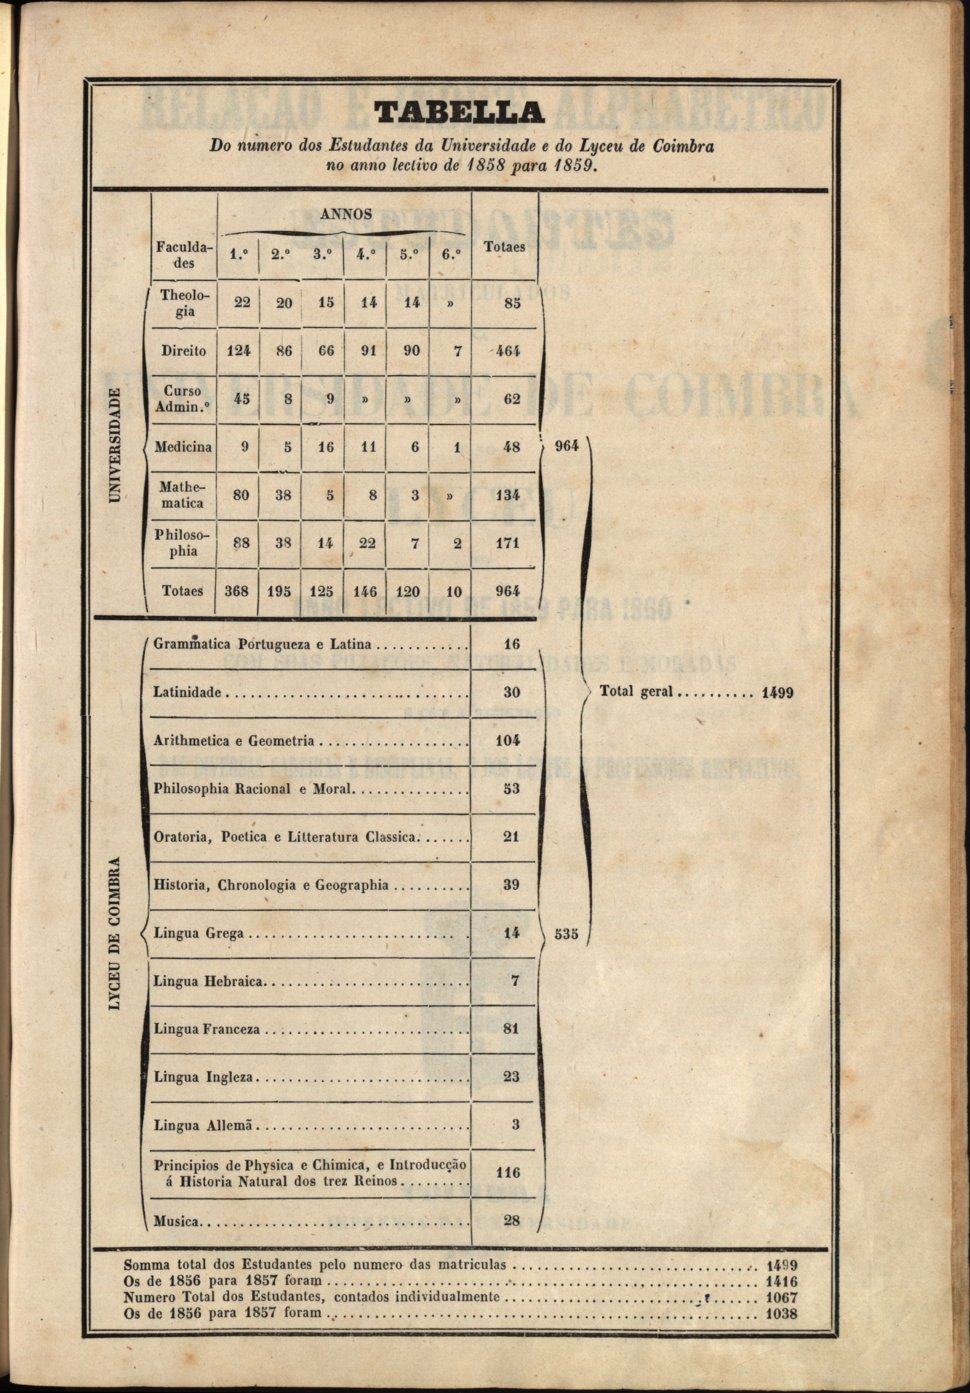 TABELLA
Do numero dos Estudantes da Universidade e do Lyceu de Coimbra
no anno lectivo de 1858 para 1859.
ANNOS
Faculda-
des
1.º 2.º 3.º 4.º 5.º 6.º Totaes
UNIVERSIDADE
Theolo-
gia 22 20 15 14 14 » 85
Direito 124 86 66 91 90 7 464
Curso
Admin.º 45 8 9 » » » 62
Medicina 9 5 16 11 6 1 48 964
Mathe-
matica 80 38 5 8 3 » 134
Philoso-
phia 88 38 14 22 7 2 171
Totaes 368 195 125 146 120 10 964
LYCEU DE COIMBRA
Grammatica Portugueza e Latina ............ 16
Latinidade .............................. 30 Total geral .......... 1499
Arithmetica e Geometria ................... 104
Philosophia Racional e Moral............... 53
Oratoria, Poetica e Litteratura Classica....... 21
Historia, Chronologia e Geographia .......... 39
Lingua Grega ........................... 14 535
Lingua Hebraica.......................... 7
Lingua Franceza .......................... 81
Lingua Ingleza........................... 23
Lingua Allemã........................... 3
Principios de Physica e Chimica, e Introducção
á Historia Natural dos trez Reinos......... 116
Musica.................................. 28
Somma total dos Estudantes pelo numero das matriculas .............................. 1499
Os de 1856 para 1857 foram ...................................................... 1416
Numero Total dos Estudantes, contados individualmente ............................... 1067
Os de 1856 para 1857 foram ...................................................... 1038